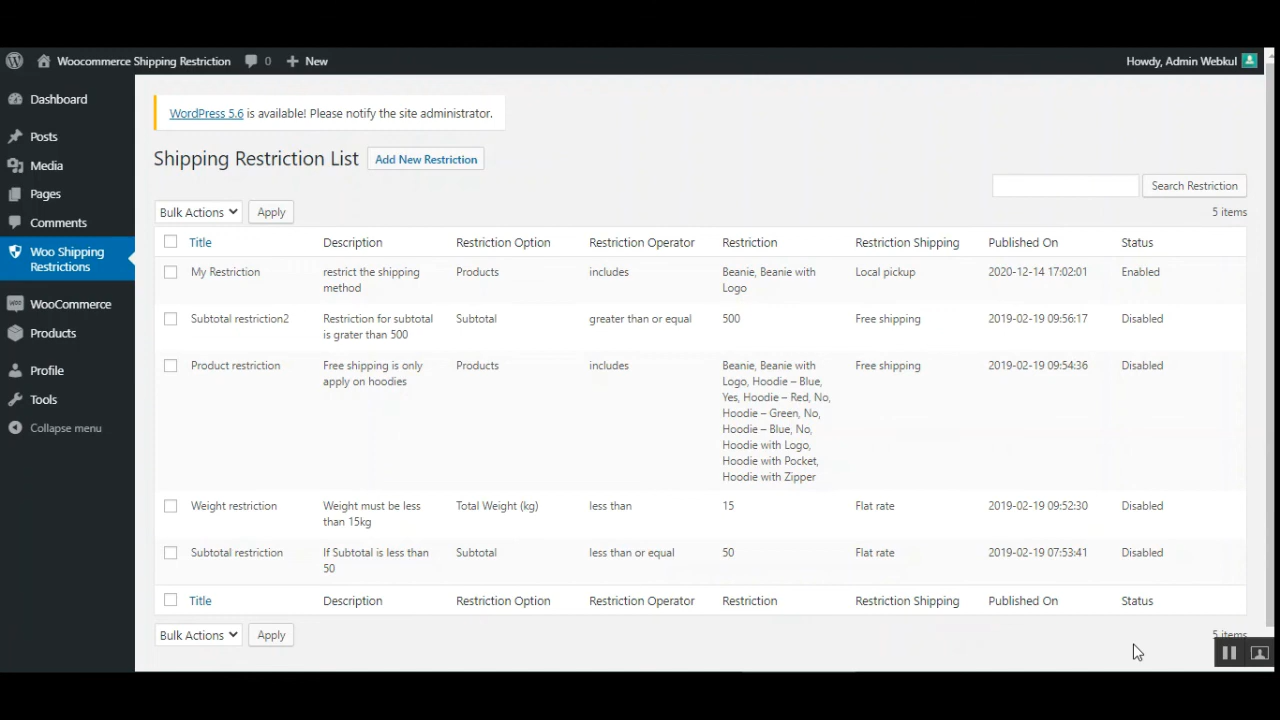 Woocommerce Shipping Restriction 0 New Howdy, Admin Webkul
Dashboard
Posts
Media
Pages
Comments
Woo Shipping
Restrictions
WooCommerce
Products
Profile
Tools
Collapse menu
WordPress 5.6 is available! Please notify the site administrator.
Shipping Restriction List Add New Restriction
Search Restriction
Bulk Actions Apply 5 items
Title Description Restriction Option Restriction Operator Restriction Restriction Shipping Published On Status
My Restriction restrict the shipping Products includes Beanie, Beanie with Local pickup 2020-12-14 17:02:01 Enabled
method Logo
Subtotal restriction2 Restriction for subtotal Subtotal greater than or equal 500 Free shipping 2019-02-19 09:56:17 Disabled
is grater than 500
Product restriction Free shipping is only Products includes Beanie, Beanie with Free shipping 2019-02-19 09:54:36 Disabled
apply on hoodies Logo, Hoodie – Blue,
Yes, Hoodie – Red, No,
Hoodie – Green, No,
Hoodie – Blue, No,
Hoodie with Logo,
Hoodie with Pocket,
Hoodie with Zipper
Weight restriction Weight must be less Total Weight (kg) less than 15 Flat rate 2019-02-19 09:52:30 Disabled
than 15kg
Subtotal restriction If Subtotal is less than Subtotal less than or equal 50 Flat rate 2019-02-19 07:53:41 Disabled
50
Title Description Restriction Option Restriction Operator Restriction Restriction Shipping Published On Status
Bulk Actions Apply 5 items